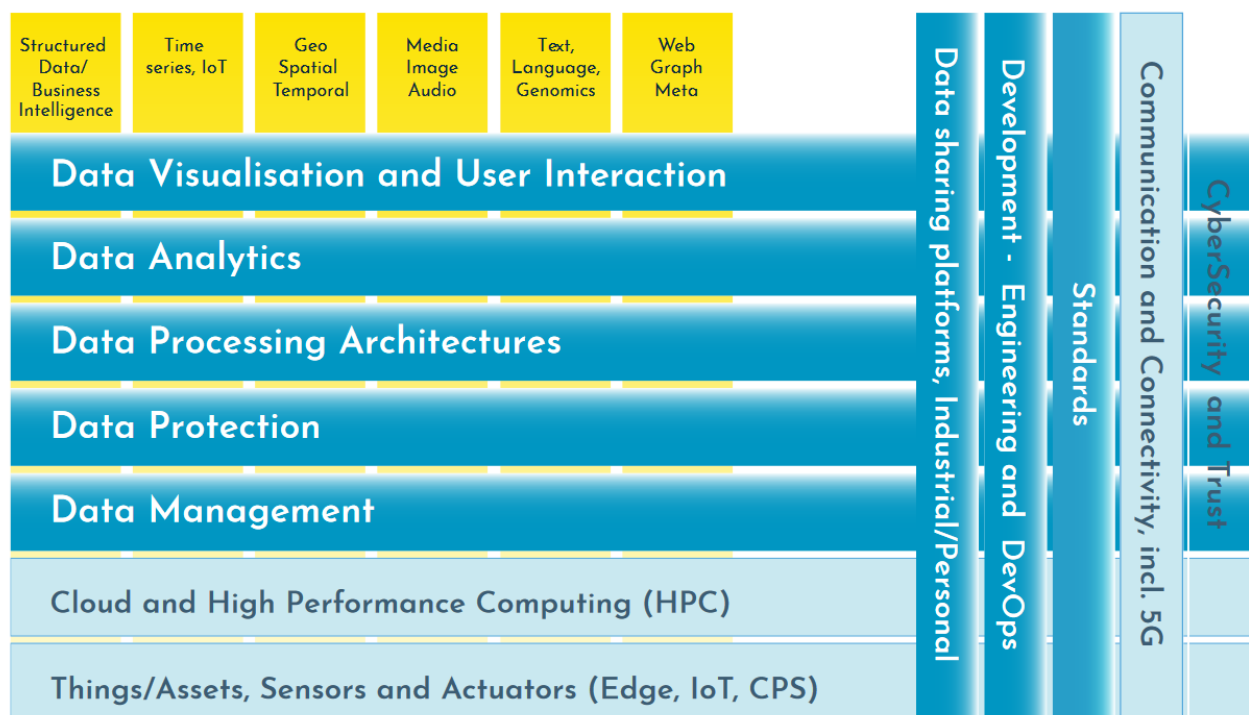 Structured
Data/
Business
Intelligence
Time
series, IoT
Geo
Spatial
Temporal
Media
Image
Audio
Text,
Language,
Genomics
Web
Graph
Meta
Data Visualisation and User Interaction
Data Analytics
Data Processing Architectures
Data Protection
Data Management
Cloud and High Performance Computing (HPC)
Things/Assets, Sensors and Actuators (Edge, IoT, CPS)
Data sharing platforms, Industrial/Personal
Development - Engineering and DevOps
Standards
Communication and Connectivity, incl. 5G
CyberSecurity and Trust